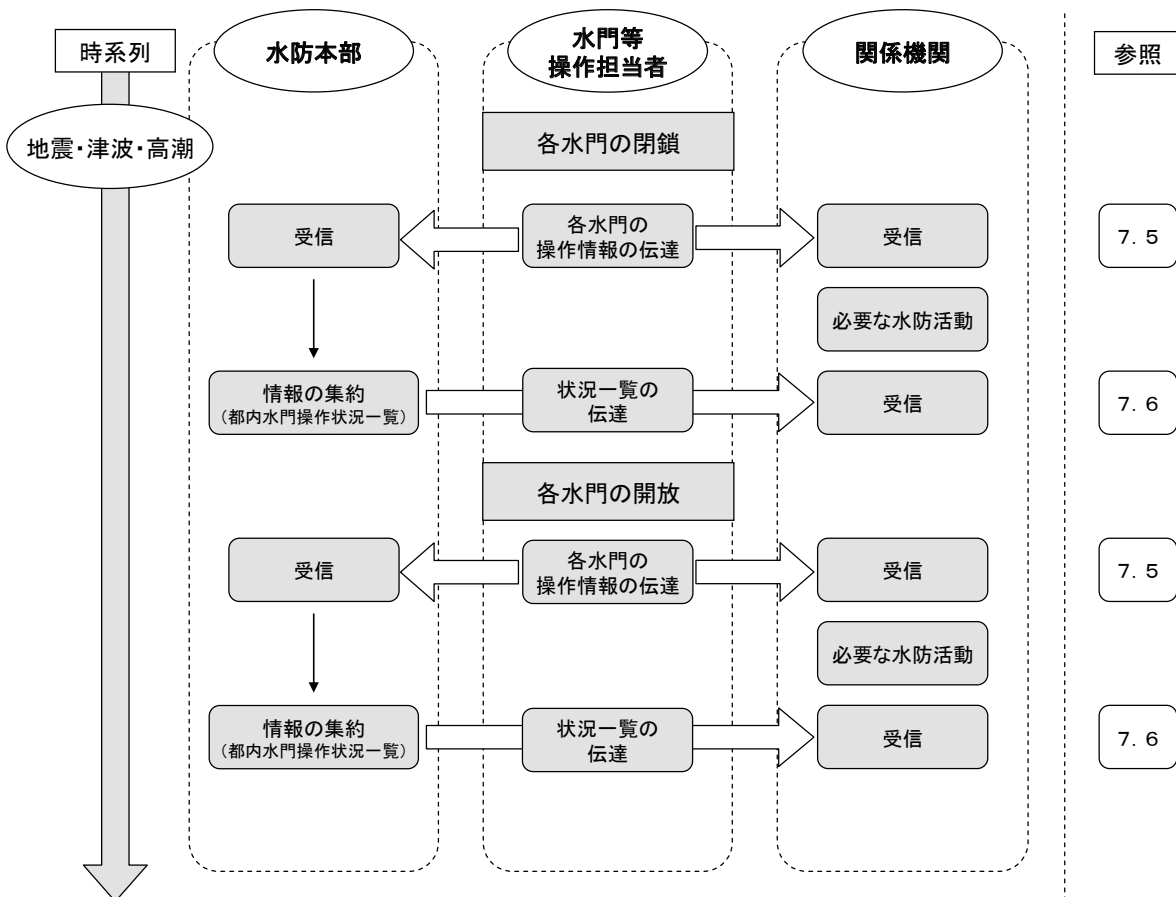 時系列
水防本部
水門等
操作担当者
関係機関
参照
地震・津波・高潮
各水門の閉鎖
受信
各水門の
操作情報の伝達
受信
7．5
必要な水防活動
情報の集約
（都内水門操作状況一覧）
状況一覧の
伝達
受信
7．6
各水門の開放
受信
各水門の
操作情報の伝達
受信
7．5
必要な水防活動
情報の集約
（都内水門操作状況一覧）
状況一覧の
伝達
受信
7．6